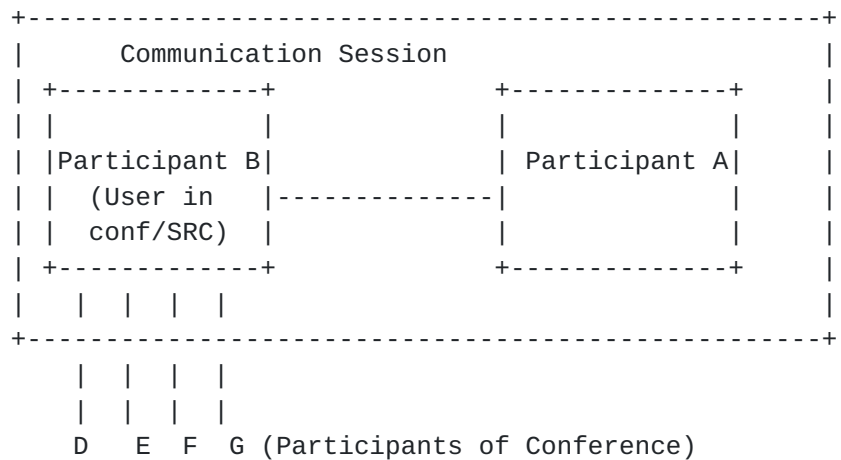 Communication Session
Participant B Participant A
(User in
conf/SRC)
D E F G (Participants of Conference)